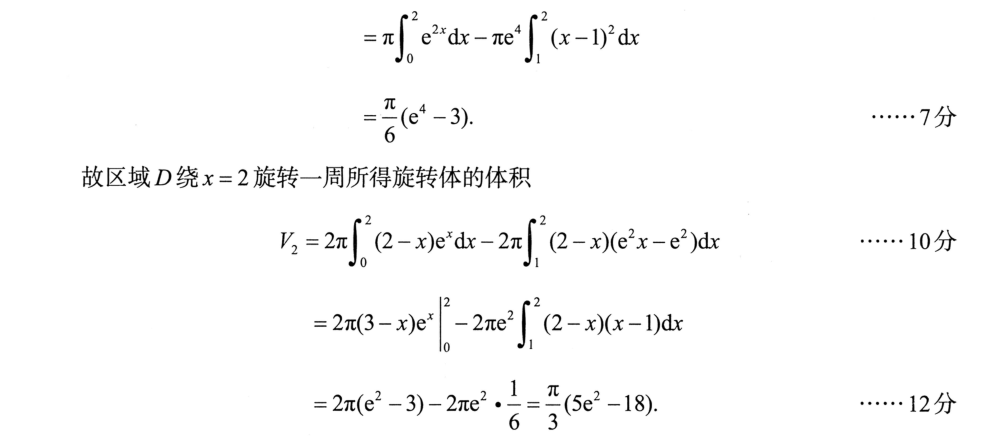 = π∫₀² e²ˣdx − πe⁴∫₁² (x−1)²dx
= π/6 (e⁴ − 3). ……7分
故区域D绕x = 2旋转一周所得旋转体的体积
V₂ = 2π∫₀² (2 − x)eˣdx − 2π∫₁² (2 − x)(e²x − e²)dx ……10分
= 2π(3 − x)eˣ|₀² − 2πe²∫₁² (2 − x)(x − 1)dx
= 2π(e² − 3) − 2πe² • 1/6 = π/3 (5e² − 18). ……12分